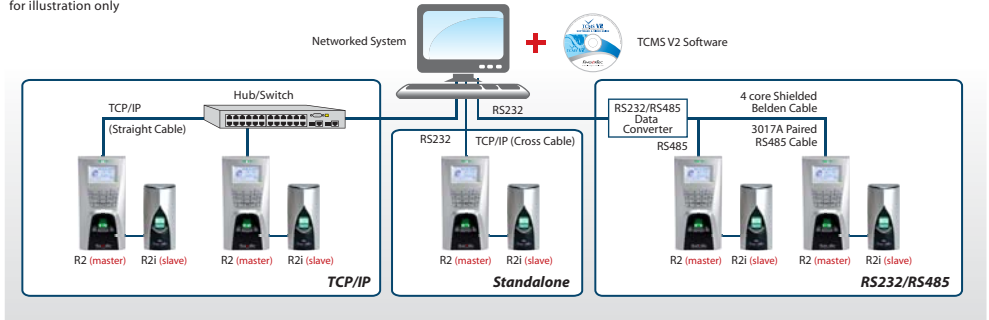 for illustration only
Networked System
TCMS V2 Software
TCMS V2
Hub/Switch
TCP/IP
(Straight Cable)
RS232
RS232
TCP/IP (Cross Cable)
RS232/RS485
Data
Converter
RS485
4 core Shielded
Belden Cable
3017A Paired
RS485 Cable
R2 (master) R2i (slave) R2 (master) R2i (slave)
TCP/IP
R2 (master) R2i (slave)
Standalone
R2 (master) R2i (slave) R2 (master) R2i (slave)
RS232/RS485